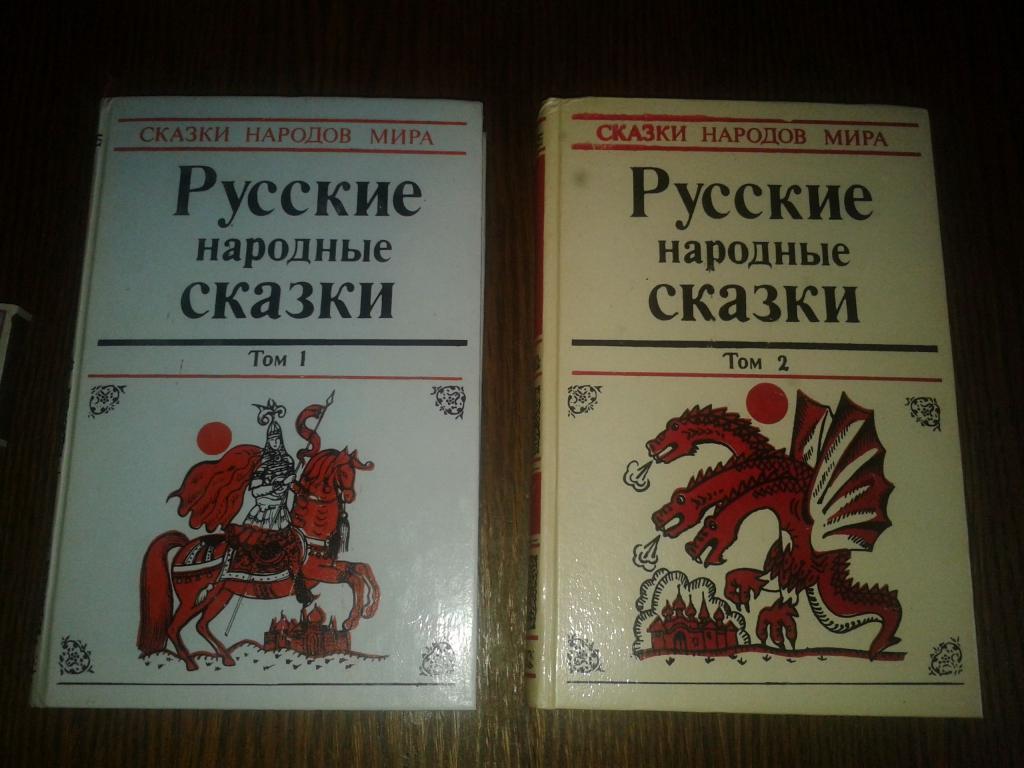 СКАЗКИ НАРОДОВ МИРА
Русские
народные
сказки
Том 1
СКАЗКИ НАРОДОВ МИРА
Русские
народные
сказки
Том 2